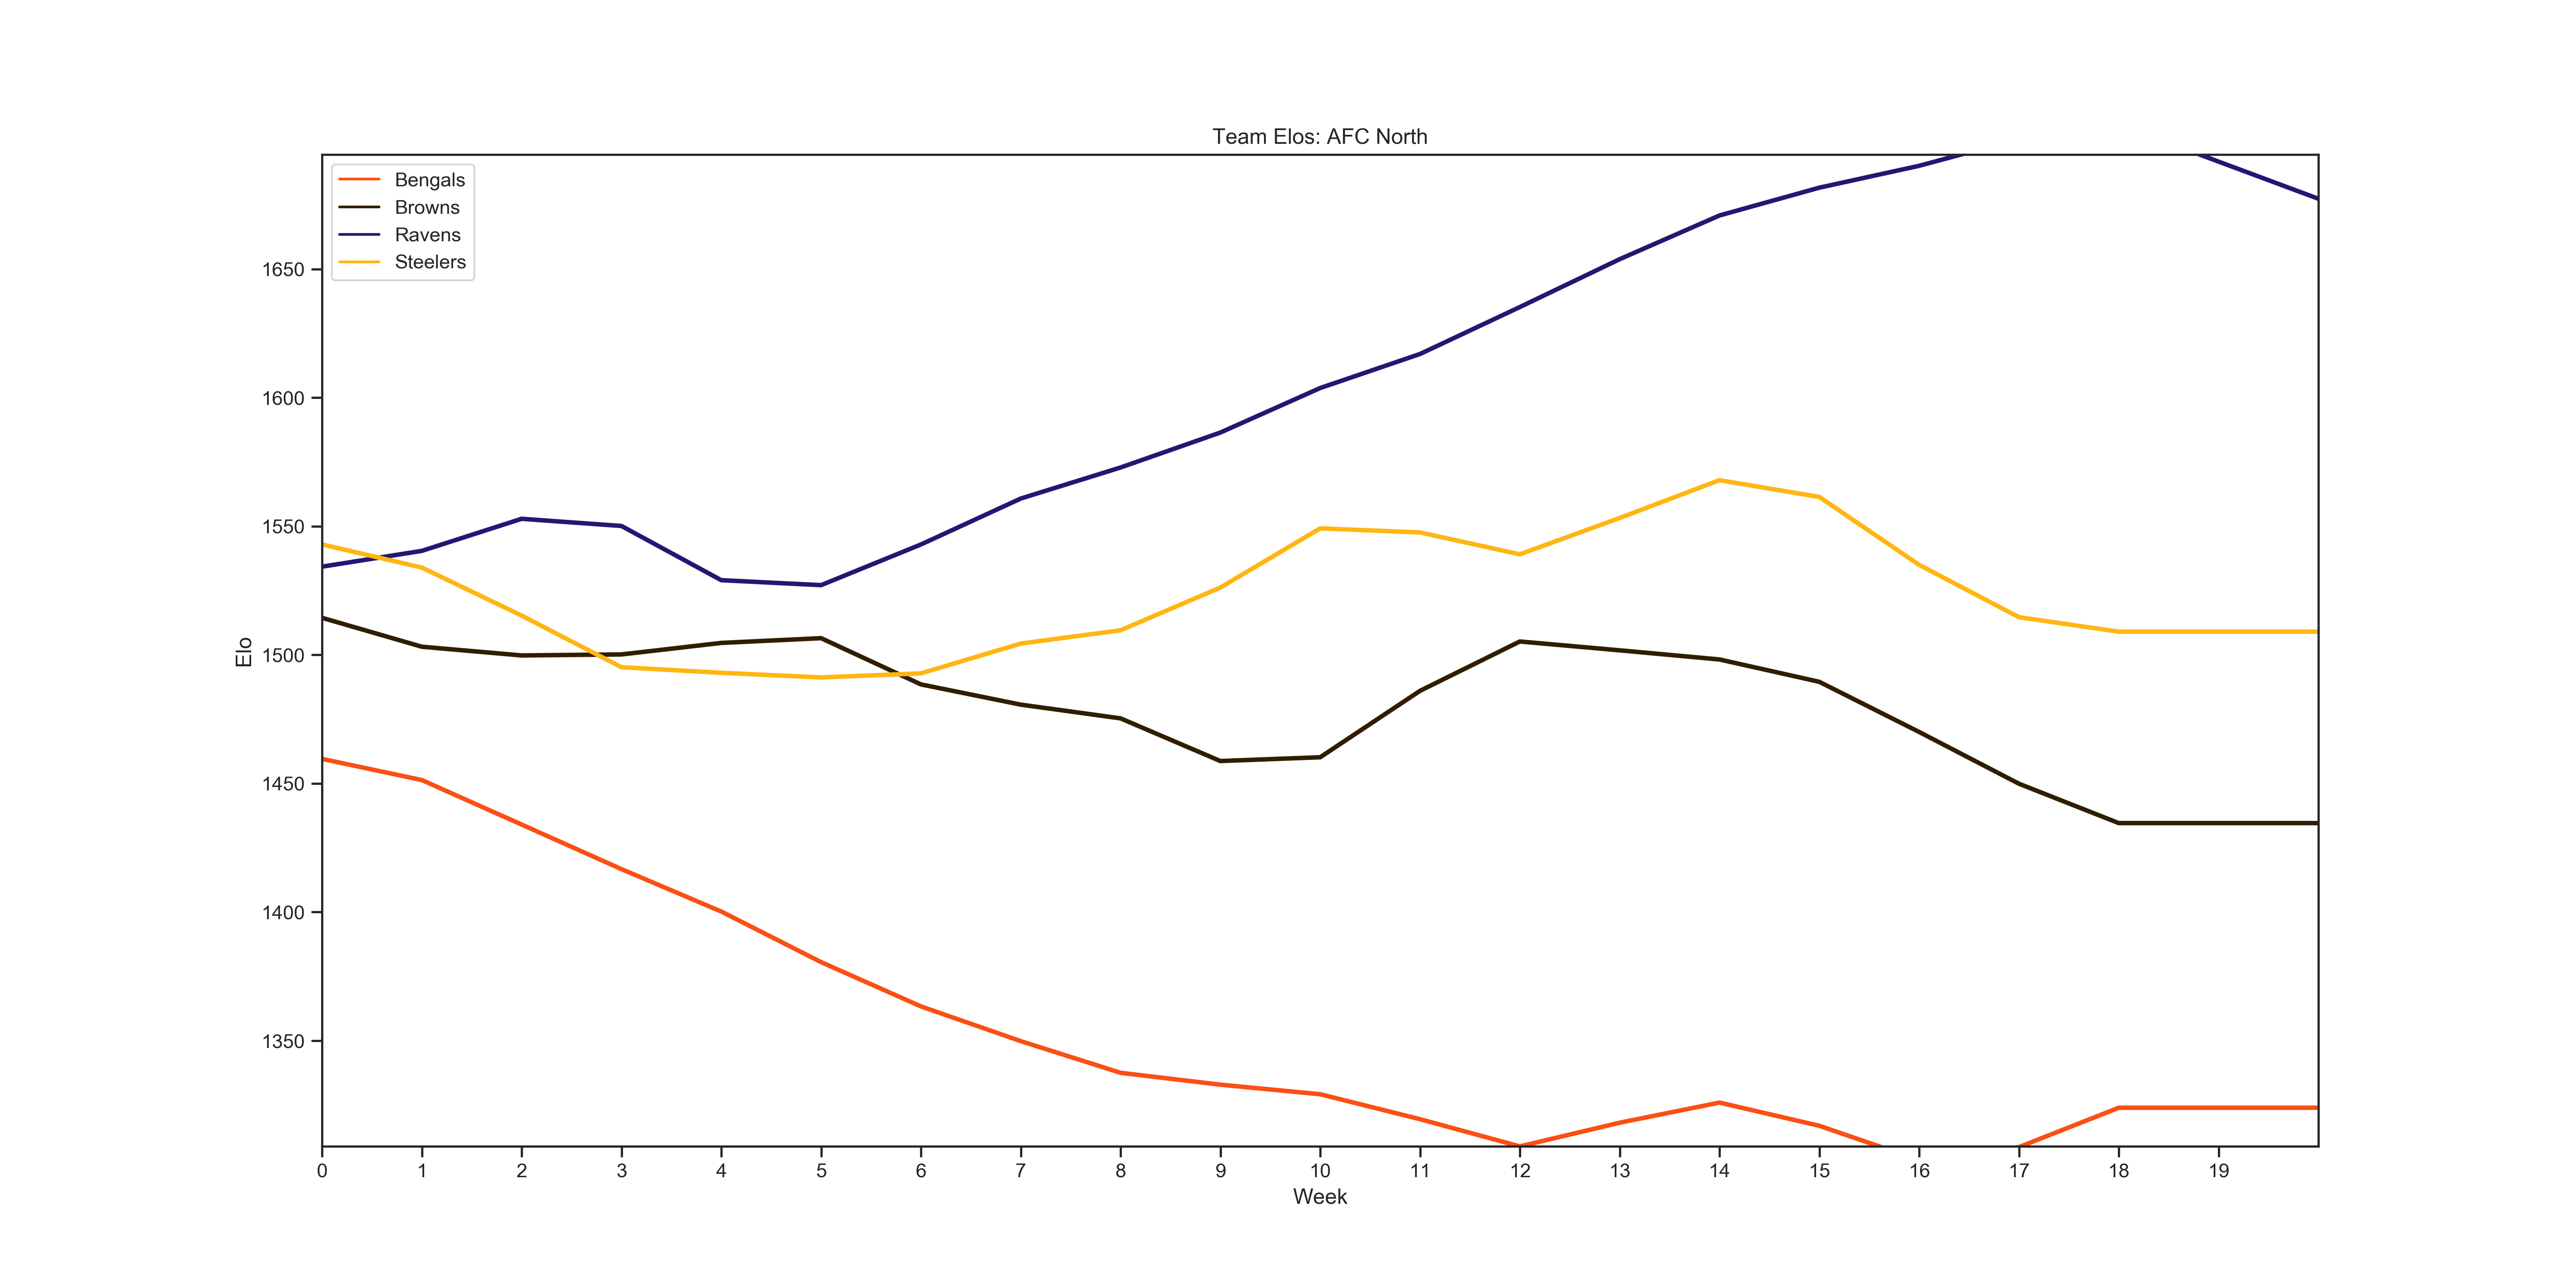 Team Elos: AFC North
Bengals
Browns
Ravens
Steelers
1650
1600
1550
1500
1450
1400
1350
Elo
0 1 2 3 4 5 6 7 8 9 10 11 12 13 14 15 16 17 18 19
Week